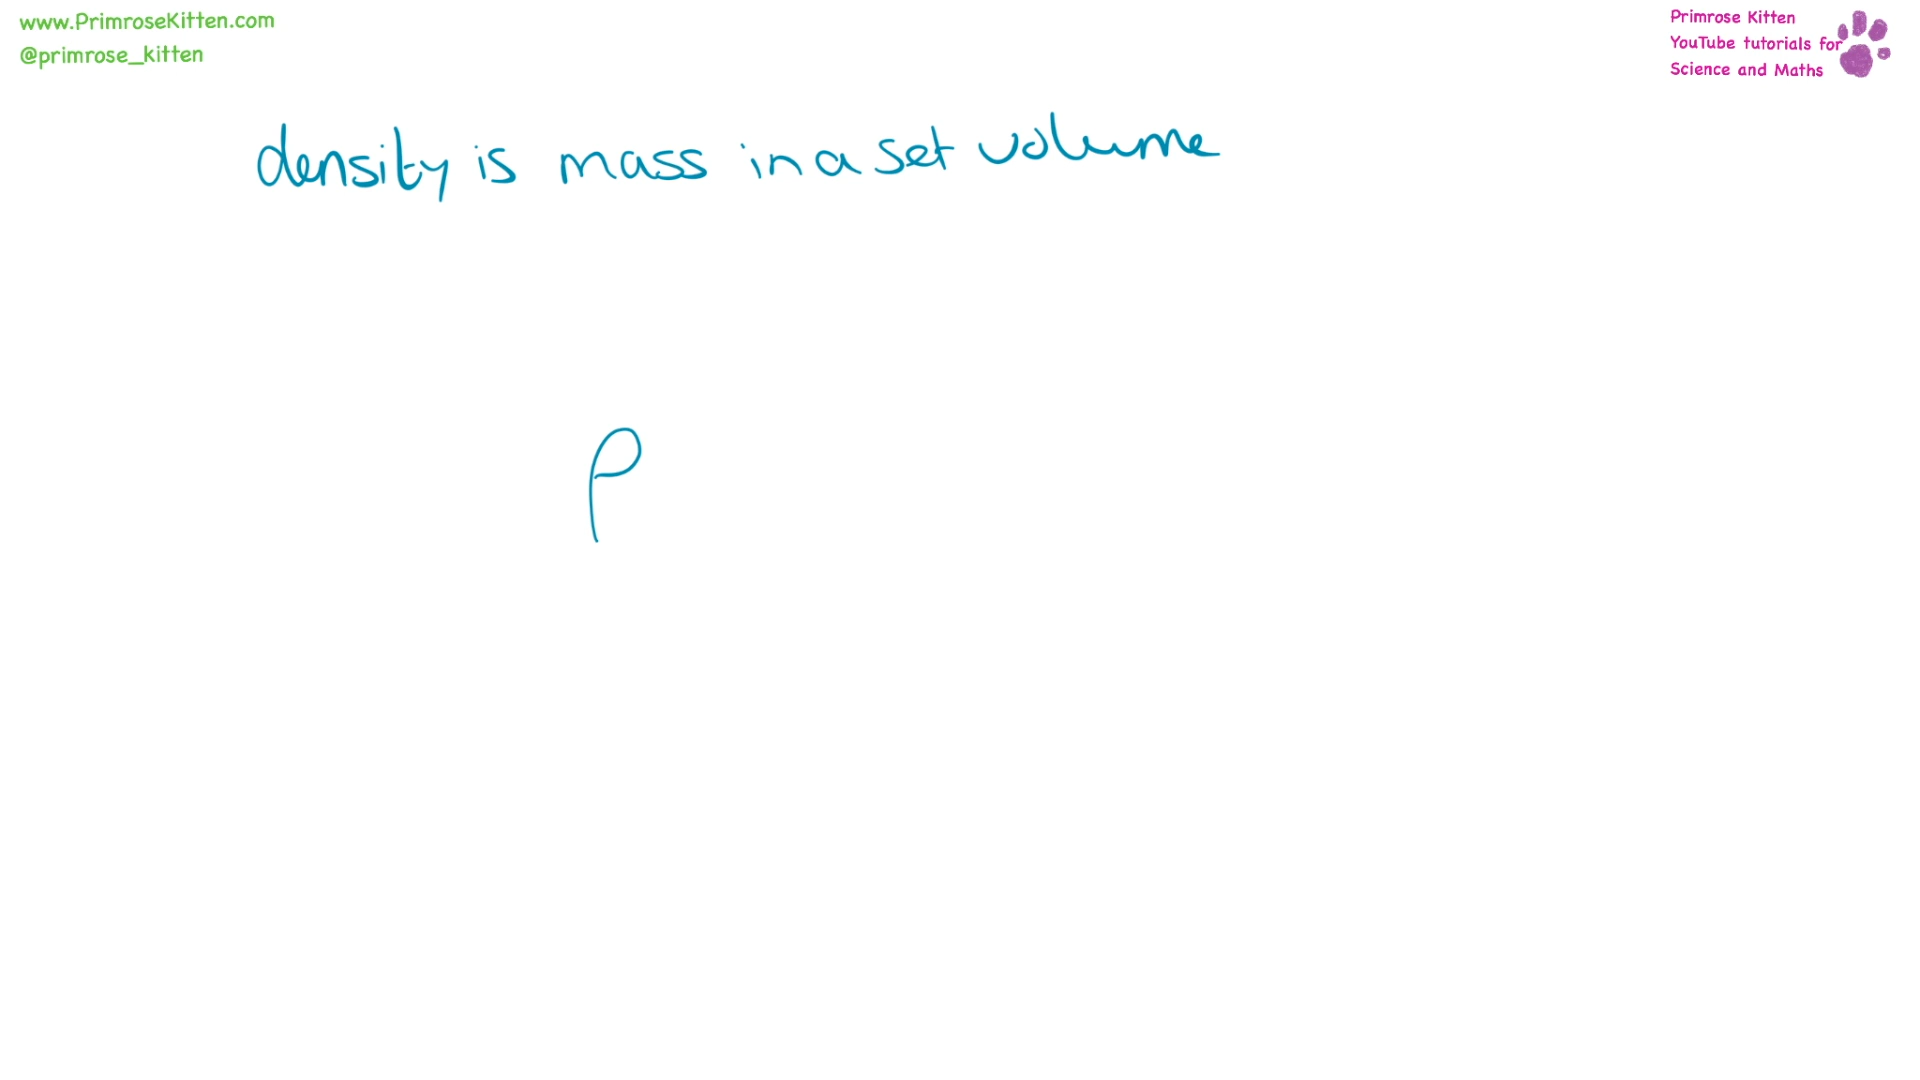 www.PrimroseKitten.com
@primrose_kitten
Primrose Kitten
YouTube tutorials for
Science and Maths
density is mass in a set volume
ρ